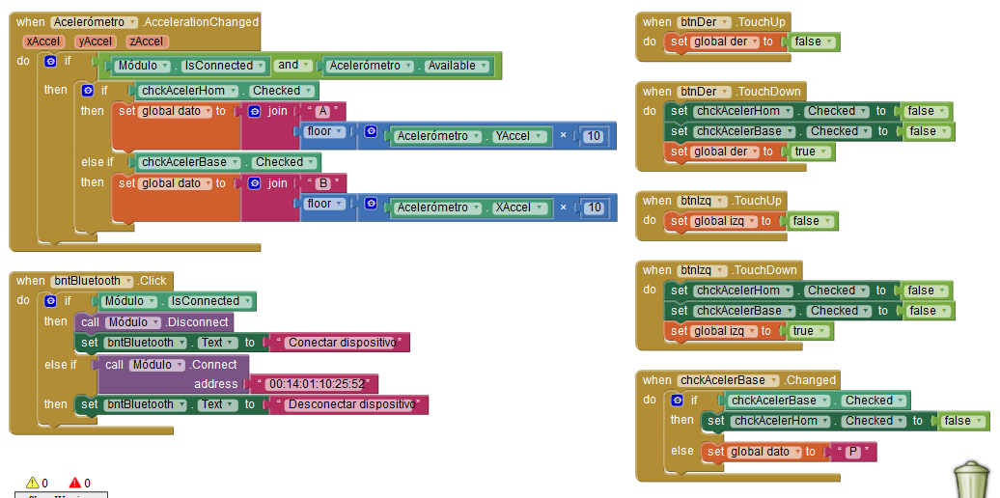 when Acelerómetro .AccelerationChanged
xAccel yAccel zAccel
do if Módulo . IsConnected and Acelerómetro . Available
then if chckAcelerHom . Checked
then set global dato to join " A "
floor Acelerómetro . YAccel × 10
else if chckAcelerBase . Checked
then set global dato to join " B "
floor Acelerómetro . XAccel × 10
when bntBluetooth .Click
do if Módulo . IsConnected
then call Módulo .Disconnect
set bntBluetooth . Text to " Conectar dispositivo "
else if call Módulo .Connect
address " 00:14:01:10:25:52 "
then set bntBluetooth . Text to " Desconectar dispositivo "
0 0
when btnDer .TouchUp
do set global der to false
when btnDer .TouchDown
do set chckAcelerHom . Checked to false
set chckAcelerBase . Checked to false
set global der to true
when btnIzq .TouchUp
do set global izq to false
when btnIzq .TouchDown
do set chckAcelerHom . Checked to false
set chckAcelerBase . Checked to false
set global izq to true
when chckAcelerBase .Changed
do if chckAcelerBase . Checked
then set chckAcelerHom . Checked to false
else set global dato to " P "